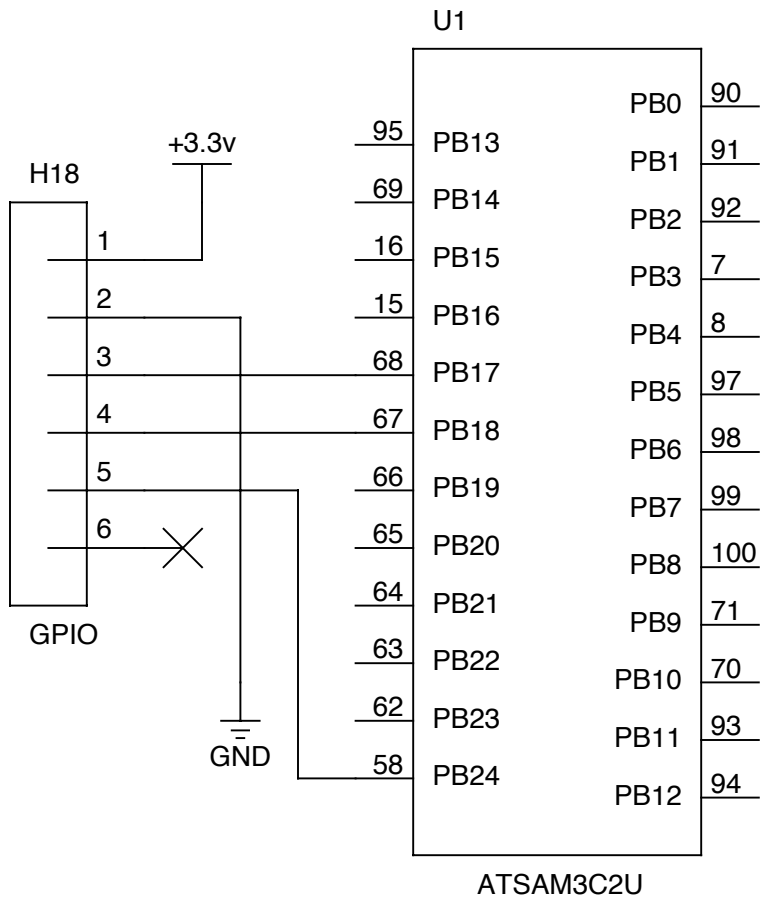 U1
PB0 90
95 PB13
+3.3v
PB1 91
H18
69 PB14
PB2 92
1
16 PB15
PB3 7
2
15 PB16
PB4 8
3
68 PB17
PB5 97
4
67 PB18
PB6 98
5
66 PB19
PB7 99
6
65 PB20
PB8 100
64 PB21
PB9 71
GPIO
63 PB22
PB10 70
62 PB23
PB11 93
GND
58 PB24
PB12 94
ATSAM3C2U